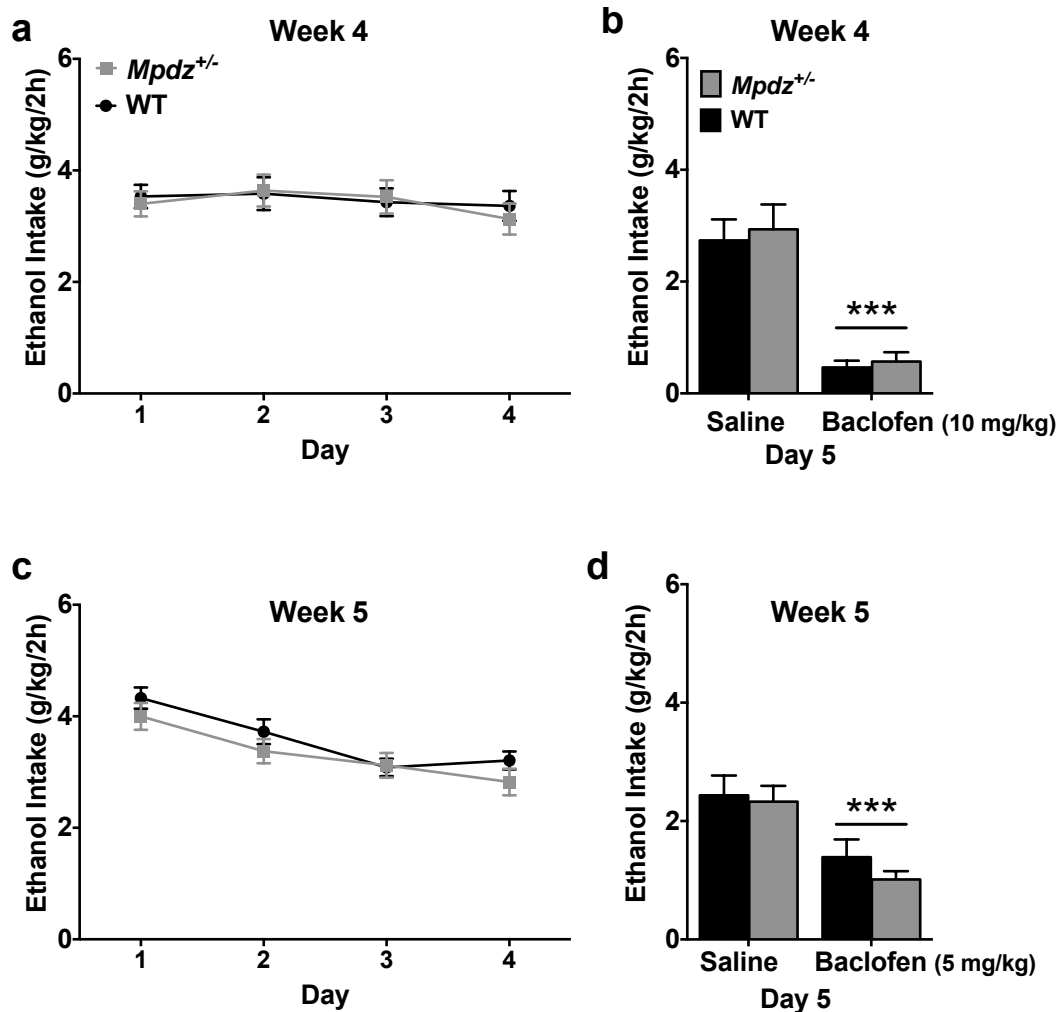 a
Week 4
Ethanol Intake (g/kg/2h)
6
4
2
0
Mpdz+/-
WT
1 2 3 4
Day
b
Week 4
Ethanol Intake (g/kg/2h)
6
4
2
0
Mpdz+/-
WT
***
Saline Baclofen (10 mg/kg)
Day 5
c
Week 5
Ethanol Intake (g/kg/2h)
6
4
2
0
1 2 3 4
Day
d
Week 5
Ethanol Intake (g/kg/2h)
6
4
2
0
***
Saline Baclofen (5 mg/kg)
Day 5